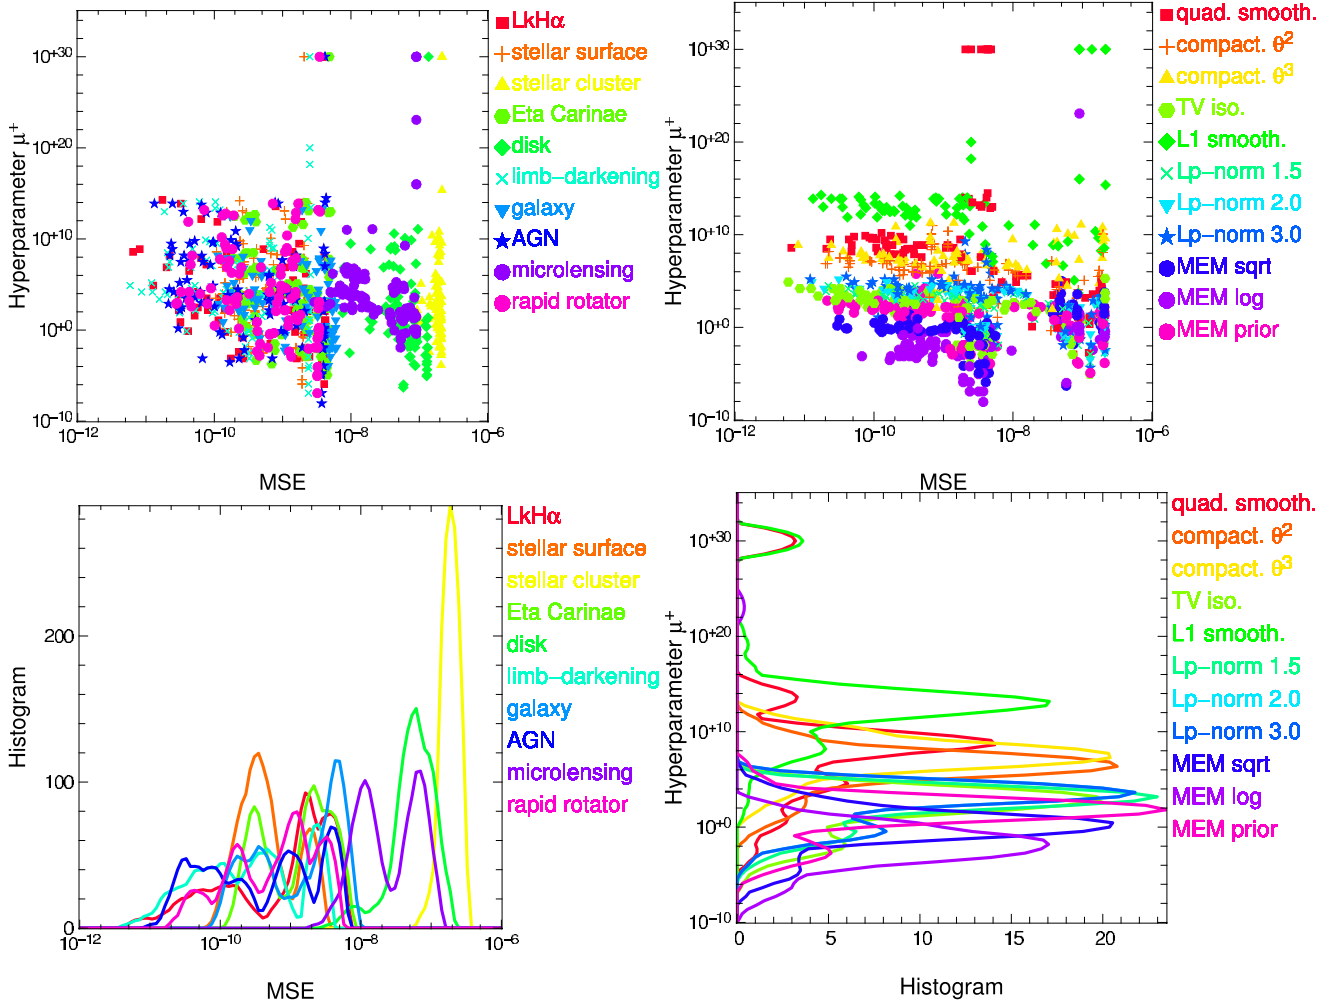 LkHα
stellar surface
stellar cluster
Eta Carinae
disk
limb−darkening
galaxy
AGN
microlensing
rapid rotator
Hyperparameter μ+
10+30
10+20
10+10
10+0
10−10
10−12
10−10
10−8
10−6
MSE
quad. smooth.
compact. θ2
compact. θ3
TV iso.
L1 smooth.
Lp−norm 1.5
Lp−norm 2.0
Lp−norm 3.0
MEM sqrt
MEM log
MEM prior
Hyperparameter μ+
10+30
10+20
10+10
10+0
10−10
10−12
10−10
10−8
10−6
MSE
LkHα
stellar surface
stellar cluster
Eta Carinae
disk
limb−darkening
galaxy
AGN
microlensing
rapid rotator
Histogram
200
100
0
10−12
10−10
10−8
10−6
MSE
quad. smooth.
compact. θ2
compact. θ3
TV iso.
L1 smooth.
Lp−norm 1.5
Lp−norm 2.0
Lp−norm 3.0
MEM sqrt
MEM log
MEM prior
Hyperparameter μ+
10+30
10+20
10+10
10+0
10−10
0
5
10
15
20
Histogram